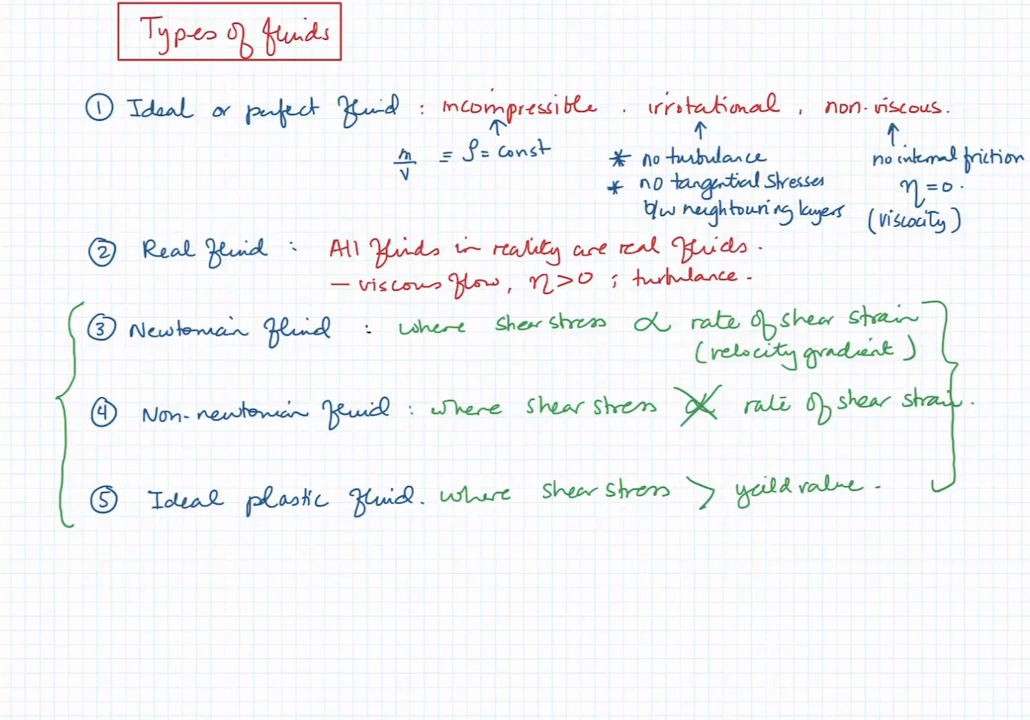 Types of fluids
① Ideal or perfect fluid : incompressible . irrotational , non-viscous.
m/v ≡ ρ = const
* no turbulance
* no tangential stresses
b/w neightouring layers
no internal friction
η = 0.
(viscocity)
② Real fluid : All fluids in reality are real fluids.
— viscous flow, η > 0 ; turbulance.
③ Newtonian fluid : where shear stress ∝ rate of shear strain
(velocity gradient)
④ Non-newtonian fluid : where shear stress ∝ rate of shear strain.
⑤ Ideal plastic fluid. where shear stress > yeild value.